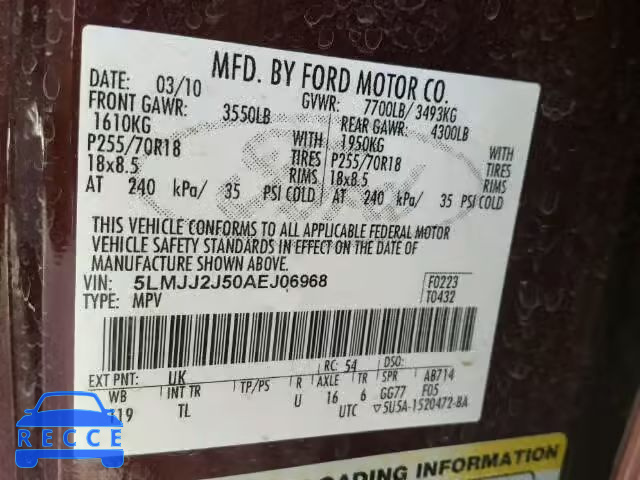 MFD. BY FORD MOTOR CO.
DATE: 03/10 GVWR: 7700LB/ 3493KG
FRONT GAWR: 3550LB REAR GAWR: 4300LB
1610KG WITH 1950KG WITH
P255/70R18 TIRES P255/70R18 TIRES
18x8.5 RIMS 18x8.5 RIMS
AT 240 kPa/ 35 PSI COLD AT 240 kPa/ 35 PSI COLD
THIS VEHICLE CONFORMS TO ALL APPLICABLE FEDERAL MOTOR
VEHICLE SAFETY STANDARDS IN EFFECT ON THE DATE OF
MANUFACTURE SHOWN ABOVE.
VIN: 5LMJJ2J50AEJ06968 F0223
TYPE: MPV T0432
EXT PNT: UK RC: 54 DSO:
WB INT TR TP/PS R AXLE TR SPR AB714
119 TL U 16 6 GG77 F05
UTC ▽5U5A-1520472-BA
RECCE
LOADING INFORMATION